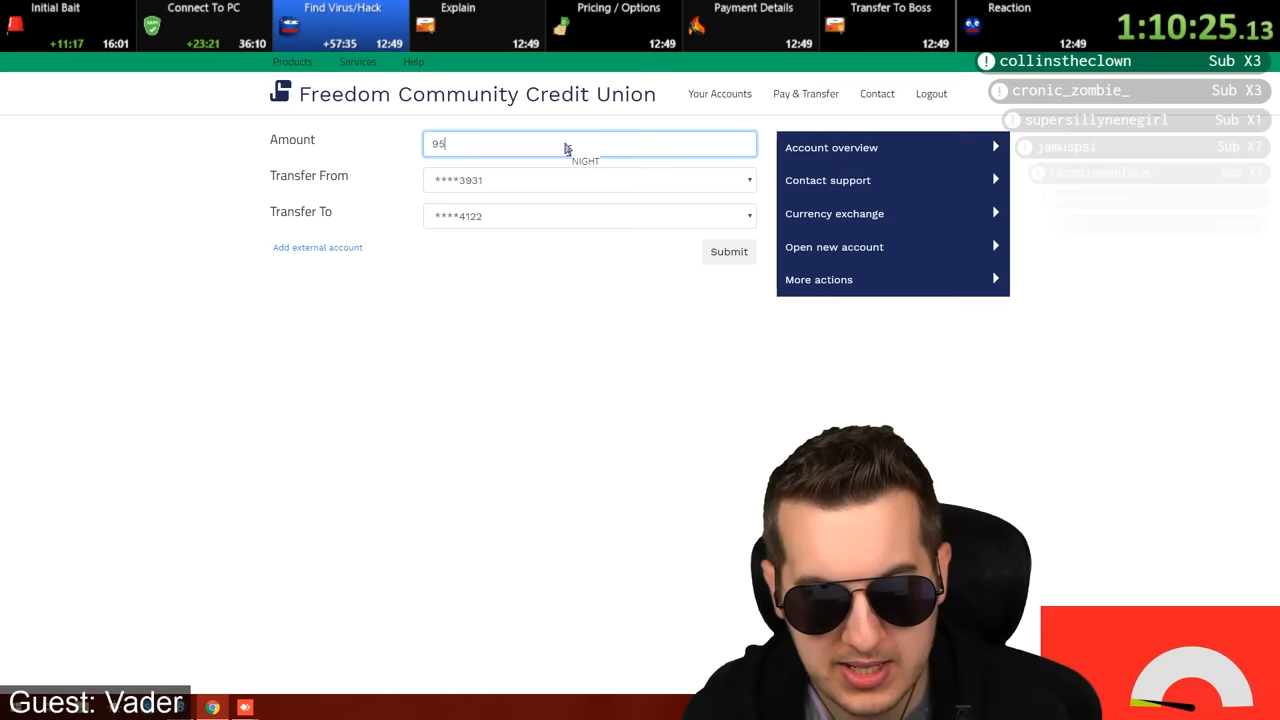 Initial Bait
+11:17 16:01
Connect To PC
+23:21 36:10
Find Virus/Hack
+57:35 12:49
Explain
12:49
Pricing / Options
12:49
Payment Details
12:49
Transfer To Boss
12:49
Reaction
12:49
1:10:25.13
Products Services Help
collinstheclown Sub X3
cronic_zombie_ Sub X3
supersillynenegirl Sub X1
jamuspsi Sub X7
Freedom Community Credit Union
Your Accounts Pay & Transfer Contact Logout
Amount 95
NIGHT
Transfer From ****3931
Transfer To ****4122
Add external account
Submit
Account overview
Contact support
Currency exchange
Open new account
More actions
Guest: Vader